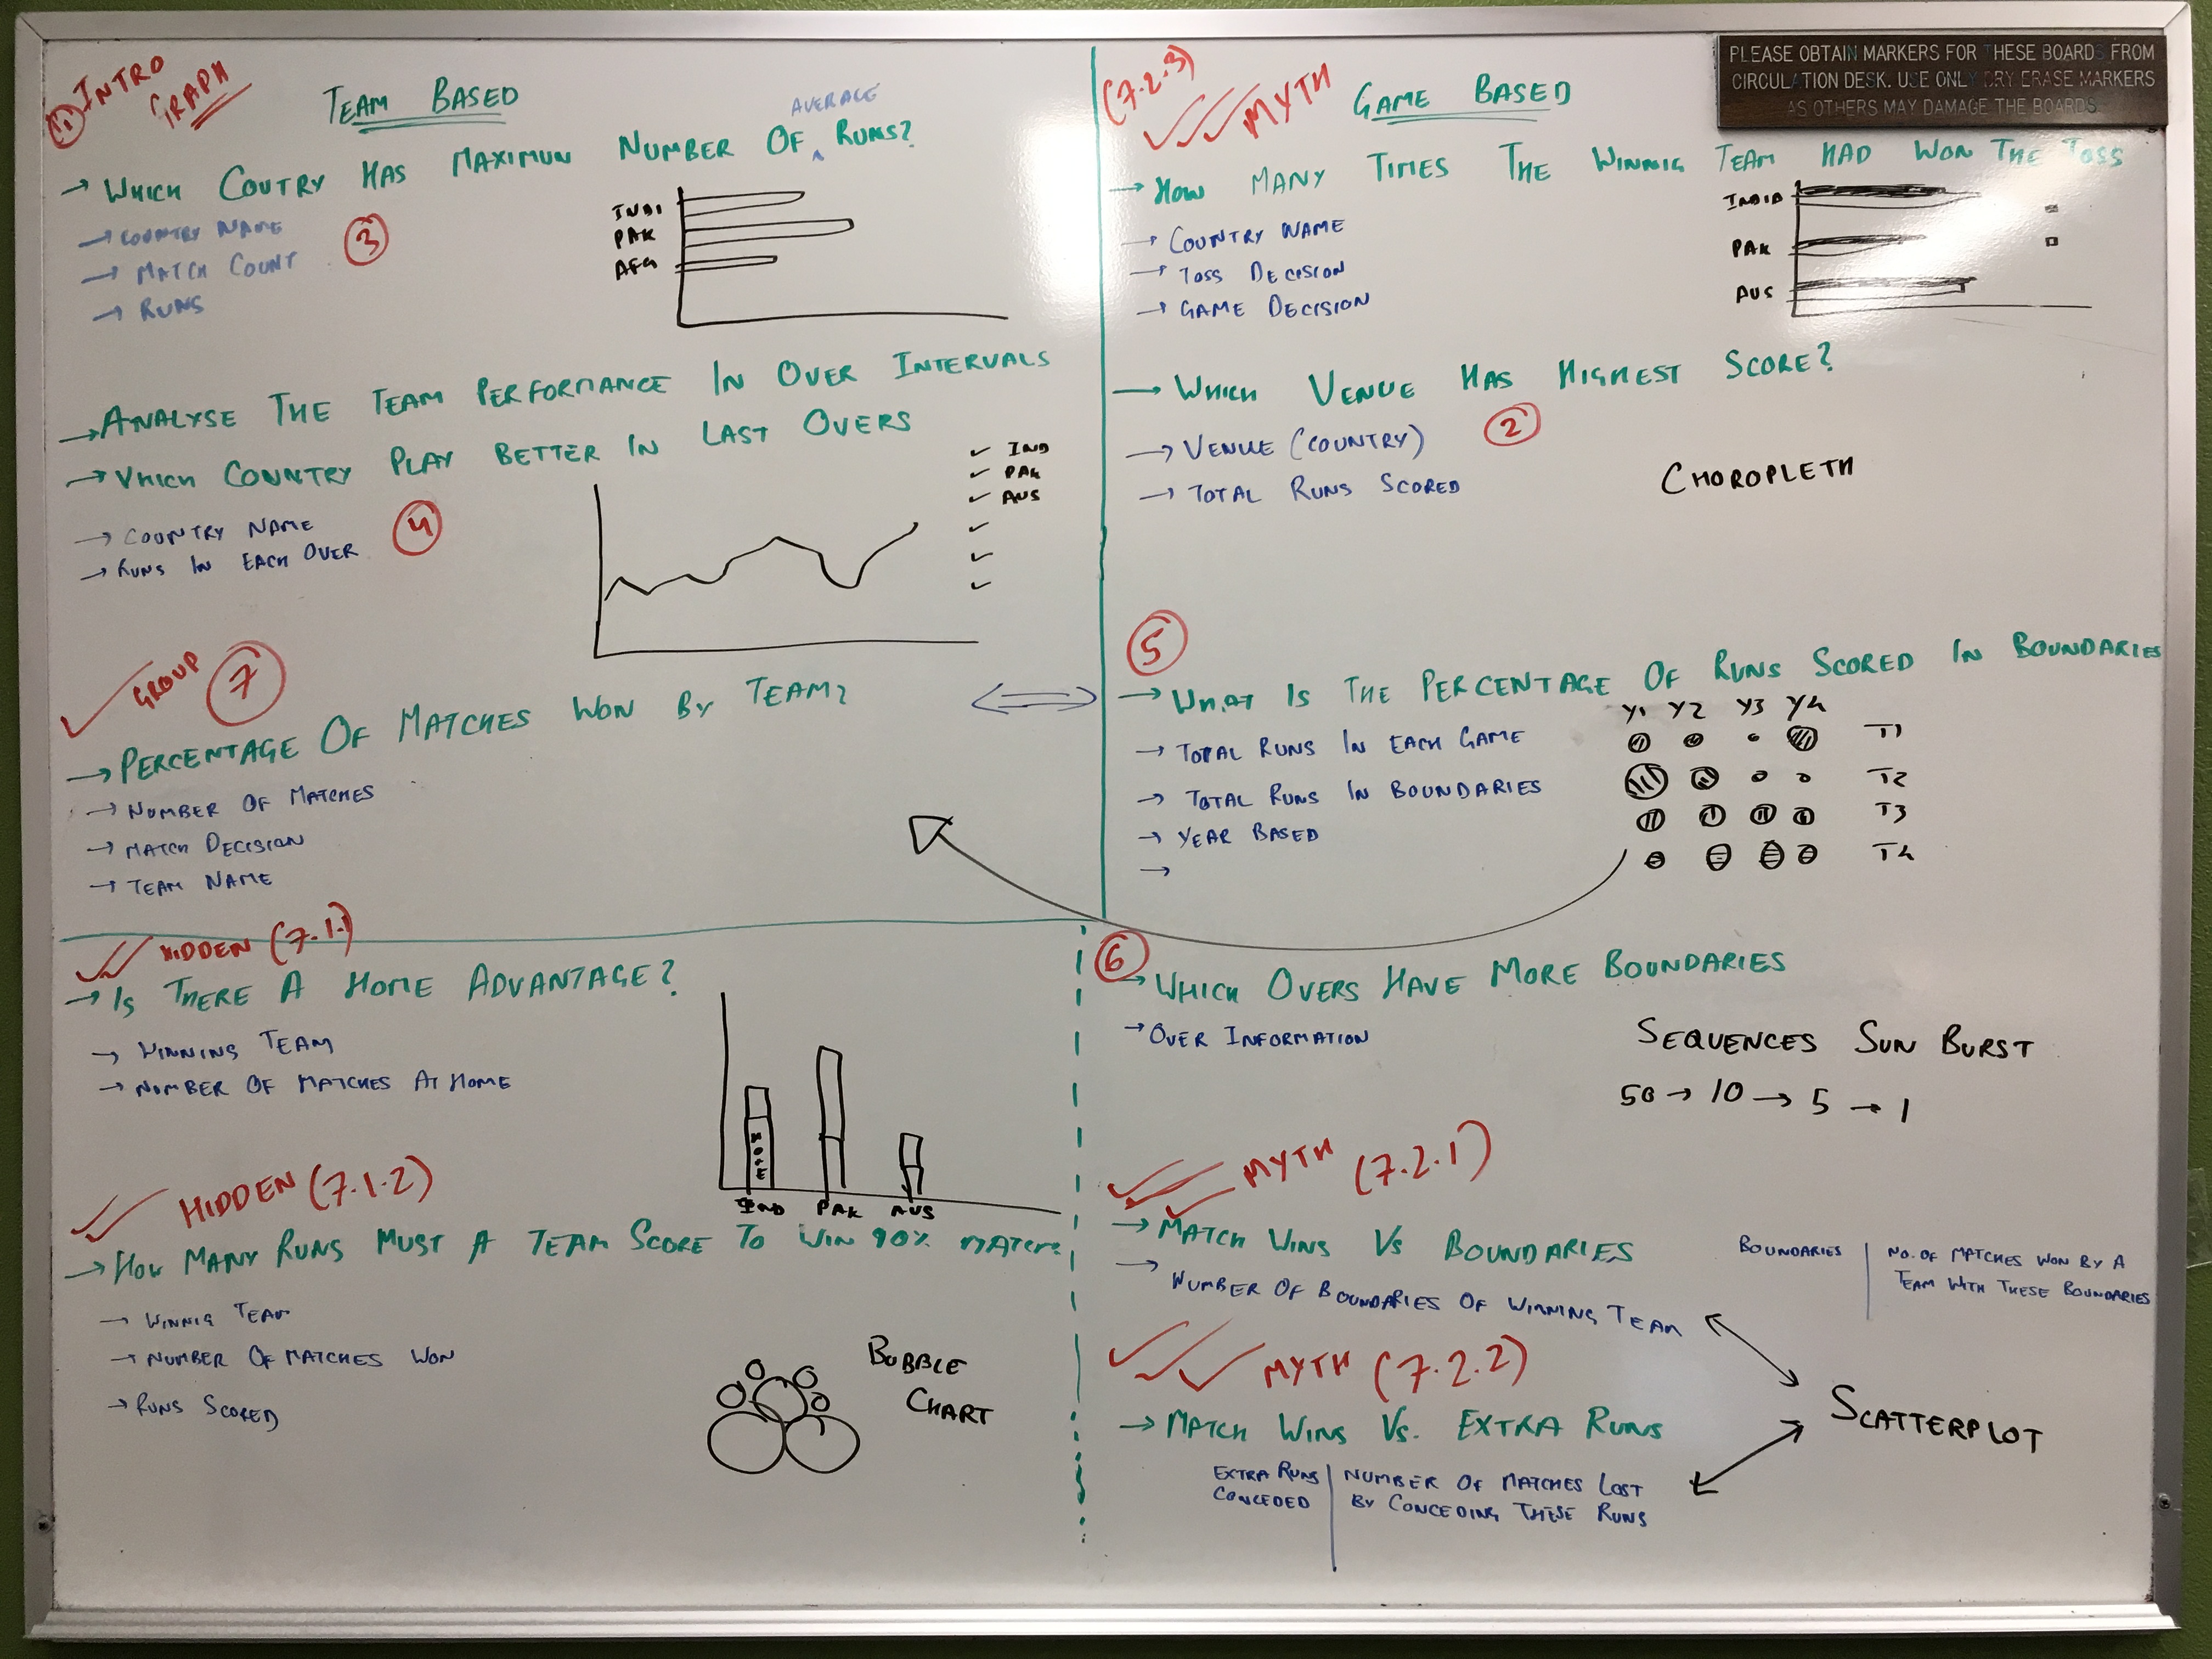 ① INTRO
GRAPH
TEAM BASED
AVERAGE
→ WHICH COUTRY HAS MAXIMUN NUMBER OF ^ RUNS?
→ COUNTRY NAME
→ MATCH COUNT
→ RUNS
③
INDI
PAK
AFG
→ ANALYSE THE TEAM PERFORMANCE IN OVER INTERVALS
→ WHICH COUNTRY PLAY BETTER IN LAST OVERS
→ COUNTRY NAME
→ RUNS IN EACH OVER
④
✓ IND
✓ PAK
✓ AUS
✓
✓
✓
✓ GROUP ⑦
→ PERCENTAGE OF MATCHES WON BY TEAM?
→ NUMBER OF MATCHES
→ MATCH DECISION
→ TEAM NAME
✓✓ HIDDEN (7.1.1)
→ IS THERE A HOME ADVANTAGE?
→ WINNING TEAM
→ NUMBER OF MATCHES AT HOME
HOME
IND PAK AUS
✓✓ HIDDEN (7.1.2)
→ HOW MANY RUNS MUST A TEAM SCORE TO WIN 90% MATCH?
→ WINNIG TEAM
→ NUMBER OF MATCHES WON
→ RUNS SCORED
BUBBLE
CHART
PLEASE OBTAIN MARKERS FOR THESE BOARDS FROM
CIRCULATION DESK. USE ONLY DRY ERASE MARKERS
AS OTHERS MAY DAMAGE THE BOARDS.
(7.2.3)
✓✓✓ MYTH
GAME BASED
→ HOW MANY TIMES THE WINNIG TEAM HAD WON THE TOSS
→ COUNTRY NAME
→ TOSS DECISION
→ GAME DECISION
INDIA
PAK
AUS
→ WHICH VENUE HAS HIGHEST SCORE?
→ VENUE (COUNTRY)
→ TOTAL RUNS SCORED
②
CHOROPLETH
⑤
→ WHAT IS THE PERCENTAGE OF RUNS SCORED IN BOUNDARIES
→ TOTAL RUNS IN EACH GAME
→ TOTAL RUNS IN BOUNDARIES
→ YEAR BASED
→
Y1 Y2 Y3 Y4
T1
T2
T3
T4
⑥
→ WHICH OVERS HAVE MORE BOUNDARIES
→ OVER INFORMATION
SEQUENCES SUN BURST
50 → 10 → 5 → 1
✓✓✓ MYTH (7.2.1)
→ MATCH WINS VS BOUNDARIES
→ NUMBER OF BOUNDARIES OF WINNING TEAM
BOUNDARIES | NO. OF MATCHES WON BY A
TEAM WITH THESE BOUNDARIES
✓✓✓ MYTH (7.2.2)
→ MATCH WINS VS. EXTRA RUNS
EXTRA RUNS | NUMBER OF MATCHES LOST
CONCEDED | BY CONCEDING THESE RUNS
SCATTERPLOT